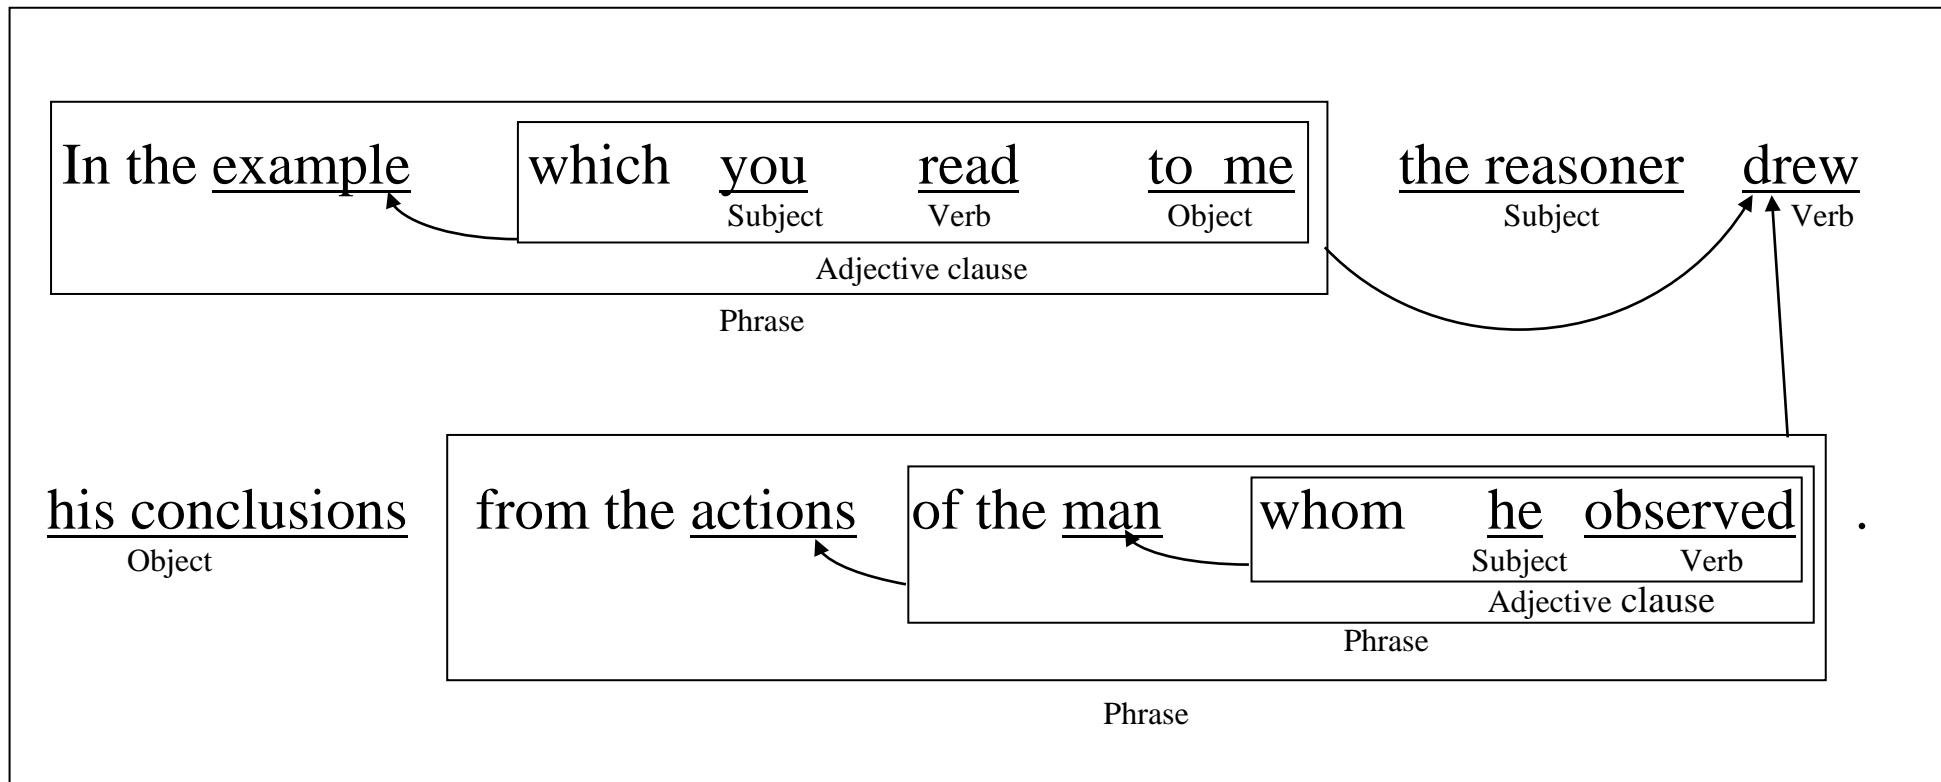 In the example which you read to me the reasoner drew
Subject Verb Object Subject Verb
Adjective clause
Phrase
his conclusions from the actions of the man whom he observed .
Object Subject Verb
Adjective clause
Phrase
Phrase